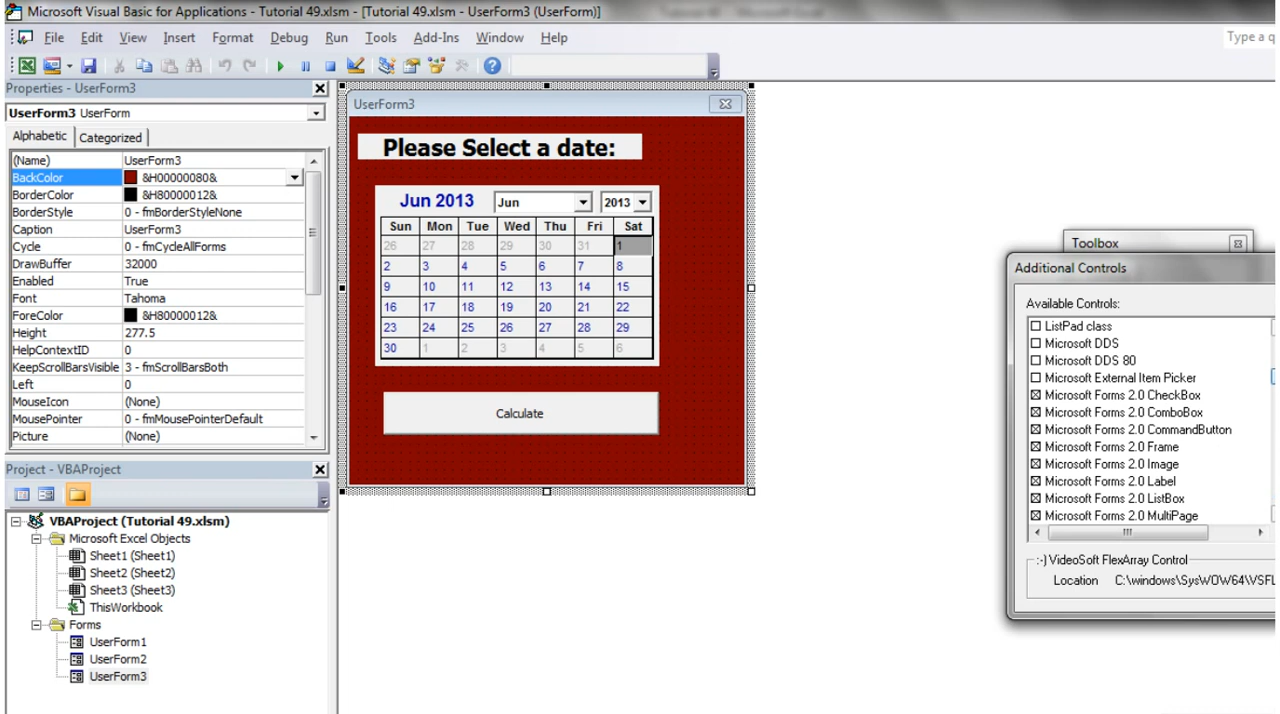 Microsoft Visual Basic for Applications - Tutorial 49.xlsm - [Tutorial 49.xlsm - UserForm3 (UserForm)]
File Edit View Insert Format Debug Run Tools Add-Ins Window Help
Type a q
Properties - UserForm3
UserForm3 UserForm
Alphabetic Categorized
(Name) UserForm3
BackColor &H00000080&
BorderColor &H80000012&
BorderStyle 0 - fmBorderStyleNone
Caption UserForm3
Cycle 0 - fmCycleAllForms
DrawBuffer 32000
Enabled True
Font Tahoma
ForeColor &H80000012&
Height 277.5
HelpContextID 0
KeepScrollBarsVisible 3 - fmScrollBarsBoth
Left 0
MouseIcon (None)
MousePointer 0 - fmMousePointerDefault
Picture (None)
Project - VBAProject
VBAProject (Tutorial 49.xlsm)
Microsoft Excel Objects
Sheet1 (Sheet1)
Sheet2 (Sheet2)
Sheet3 (Sheet3)
ThisWorkbook
Forms
UserForm1
UserForm2
UserForm3
UserForm3
Please Select a date:
Jun 2013 Jun 2013
Sun Mon Tue Wed Thu Fri Sat
26 27 28 29 30 31 1
2 3 4 5 6 7 8
9 10 11 12 13 14 15
16 17 18 19 20 21 22
23 24 25 26 27 28 29
30 1 2 3 4 5 6
Calculate
Toolbox
Additional Controls
Available Controls:
ListPad class
Microsoft DDS
Microsoft DDS 80
Microsoft External Item Picker
Microsoft Forms 2.0 CheckBox
Microsoft Forms 2.0 ComboBox
Microsoft Forms 2.0 CommandButton
Microsoft Forms 2.0 Frame
Microsoft Forms 2.0 Image
Microsoft Forms 2.0 Label
Microsoft Forms 2.0 ListBox
Microsoft Forms 2.0 MultiPage
:-) VideoSoft FlexArray Control
Location C:\windows\SysWOW64\VSFL